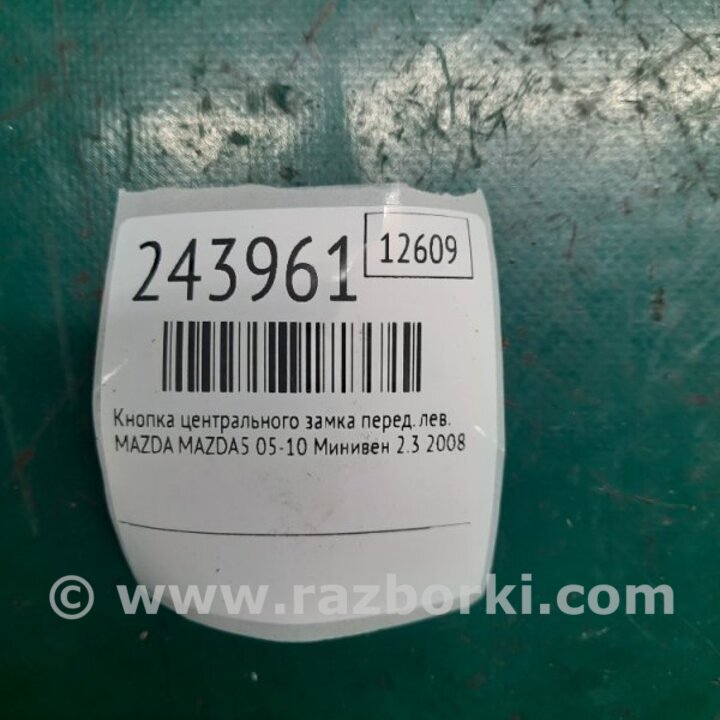 243961
12609
Кнопка центрального замка перед. лев.
MAZDA MAZDA5 05-10 Минивен 2.3 2008
© www.razborki.com